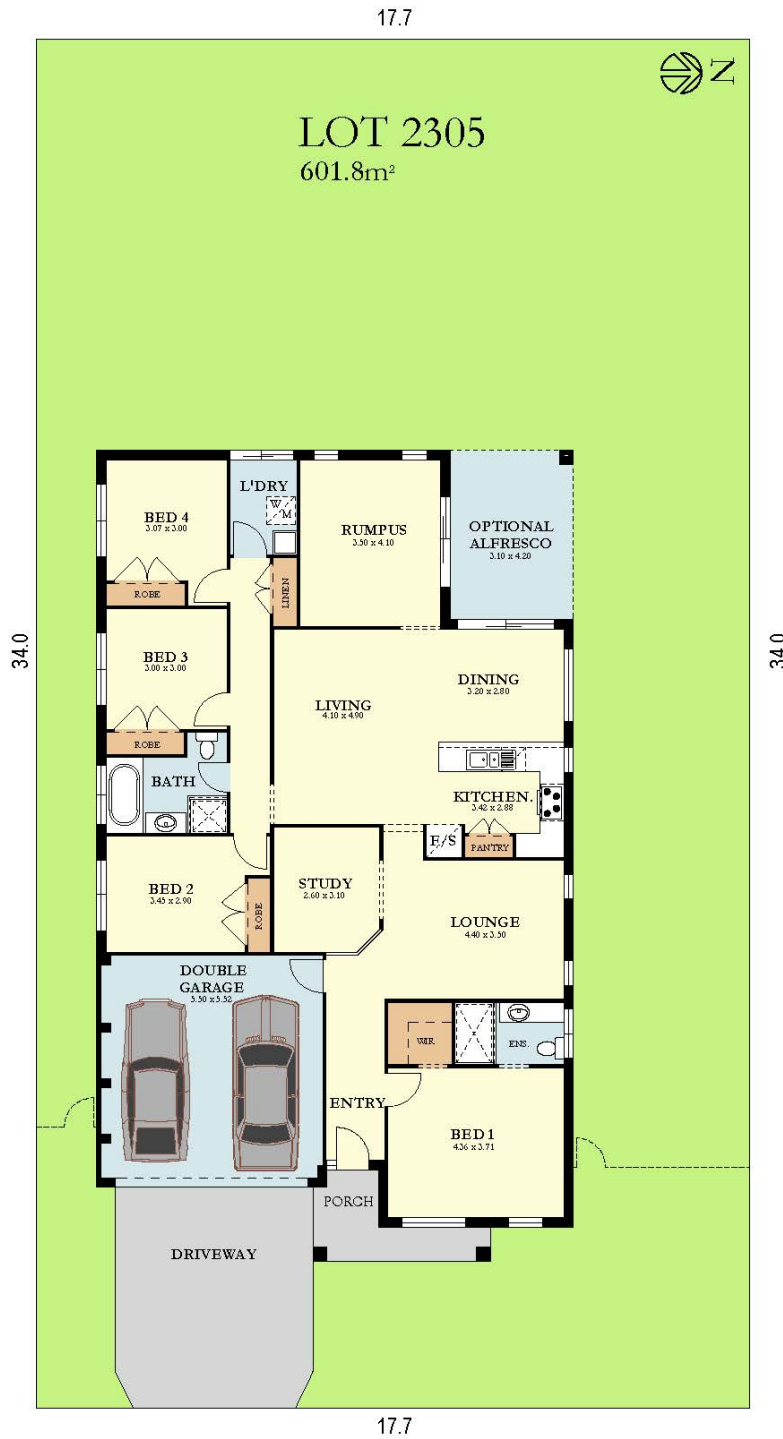 17.7
N
LOT 2305
601.8m²
34.0
34.0
L'DRY
W
M
BED 4
3.07 x 3.00
RUMPUS
3.50 x 4.10
OPTIONAL
ALFRESCO
3.10 x 4.20
ROBE
LINEN
BED 3
3.00 x 3.00
DINING
3.20 x 2.80
LIVING
4.10 x 4.90
ROBE
BATH
KITCHEN.
3.42 x 2.88
F/S
PANTRY
BED 2
3.45 x 2.90
ROBE
STUDY
2.60 x 3.10
LOUNGE
4.40 x 3.50
DOUBLE
GARAGE
5.50 x 5.52
WIR
ENS.
ENTRY
BED 1
4.36 x 3.71
PORCH
DRIVEWAY
17.7